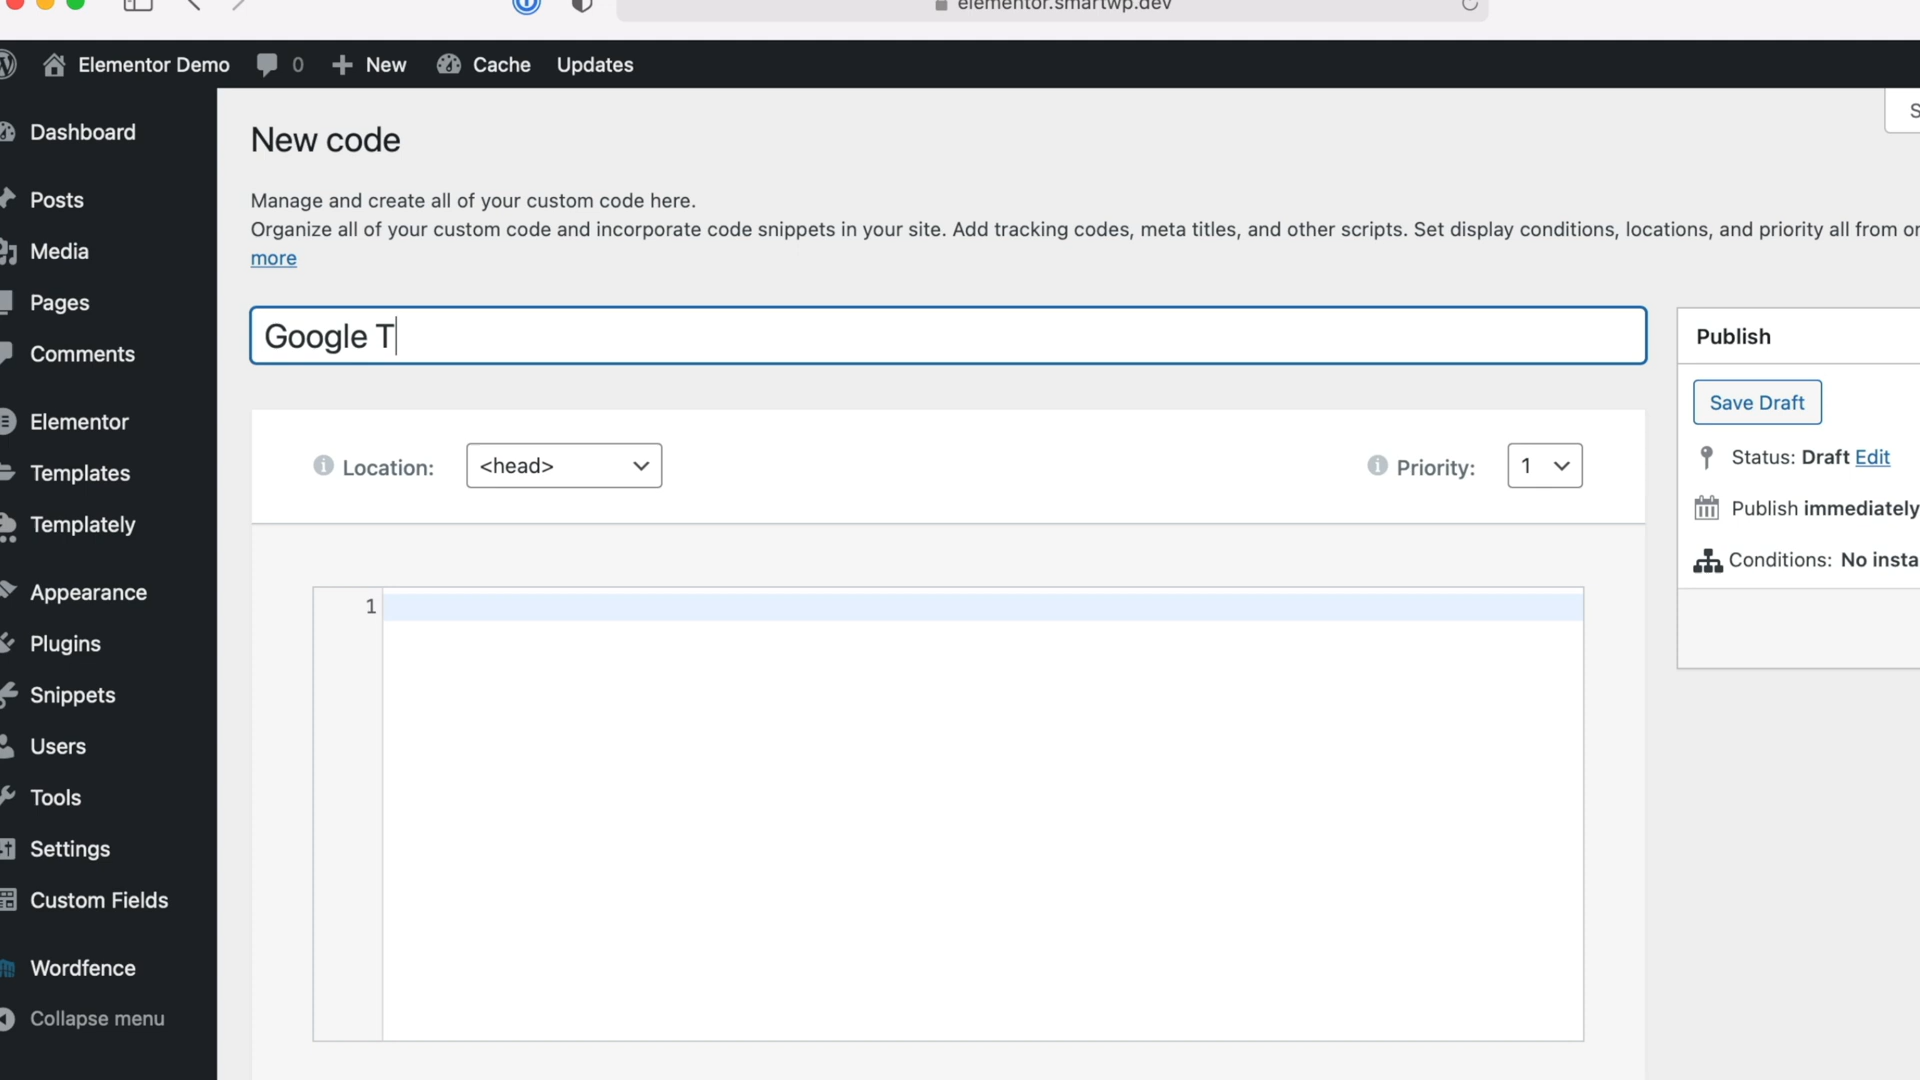 elementor.smartwp.dev
Elementor Demo 0 New Cache Updates
Dashboard
Posts
Media
Pages
Comments
Elementor
Templates
Templately
Appearance
Plugins
Snippets
Users
Tools
Settings
Custom Fields
Wordfence
Collapse menu
New code
Manage and create all of your custom code here.
Organize all of your custom code and incorporate code snippets in your site. Add tracking codes, meta titles, and other scripts. Set display conditions, locations, and priority all from
more
Google T
Location: <head>
Priority: 1
1
S
Publish
Save Draft
Status: Draft Edit
Publish immediately
Conditions: No